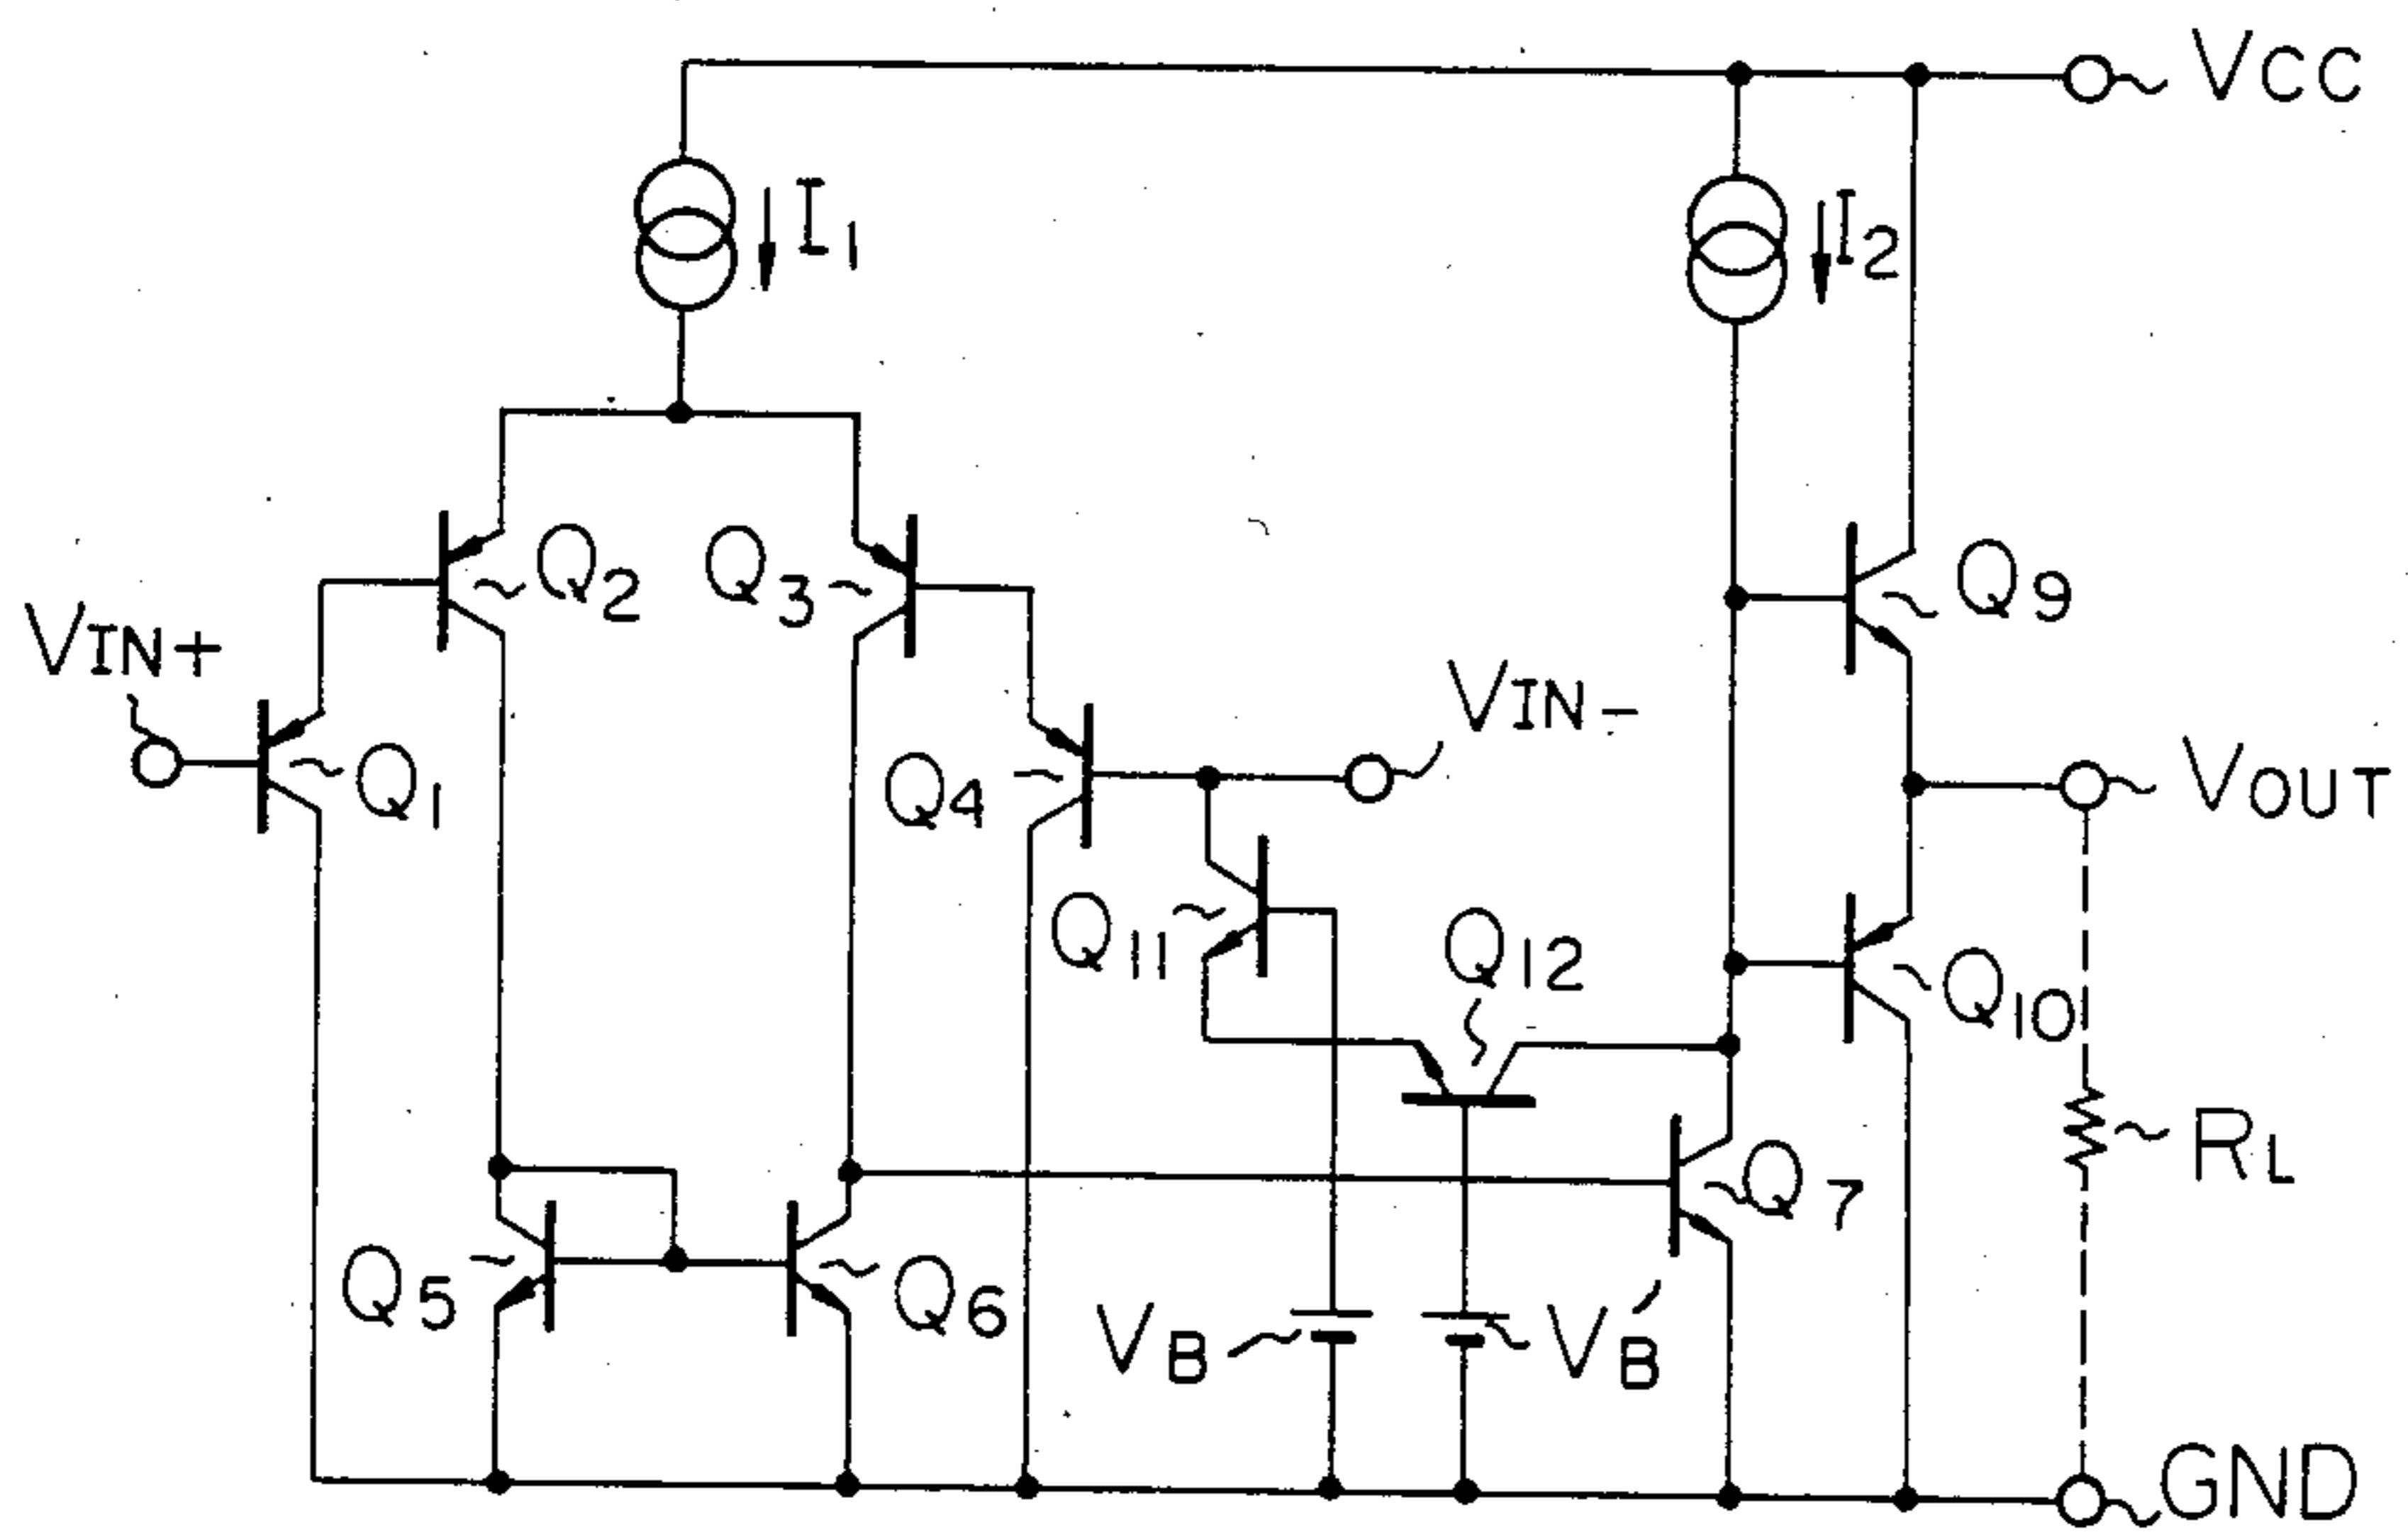 VCC
I1
I2
Q2
Q3
Q9
VIN+
VIN-
Q1
Q4
VOUT
Q11
Q12
Q10
RL
Q7
Q5
Q6
VB
VB'
GND